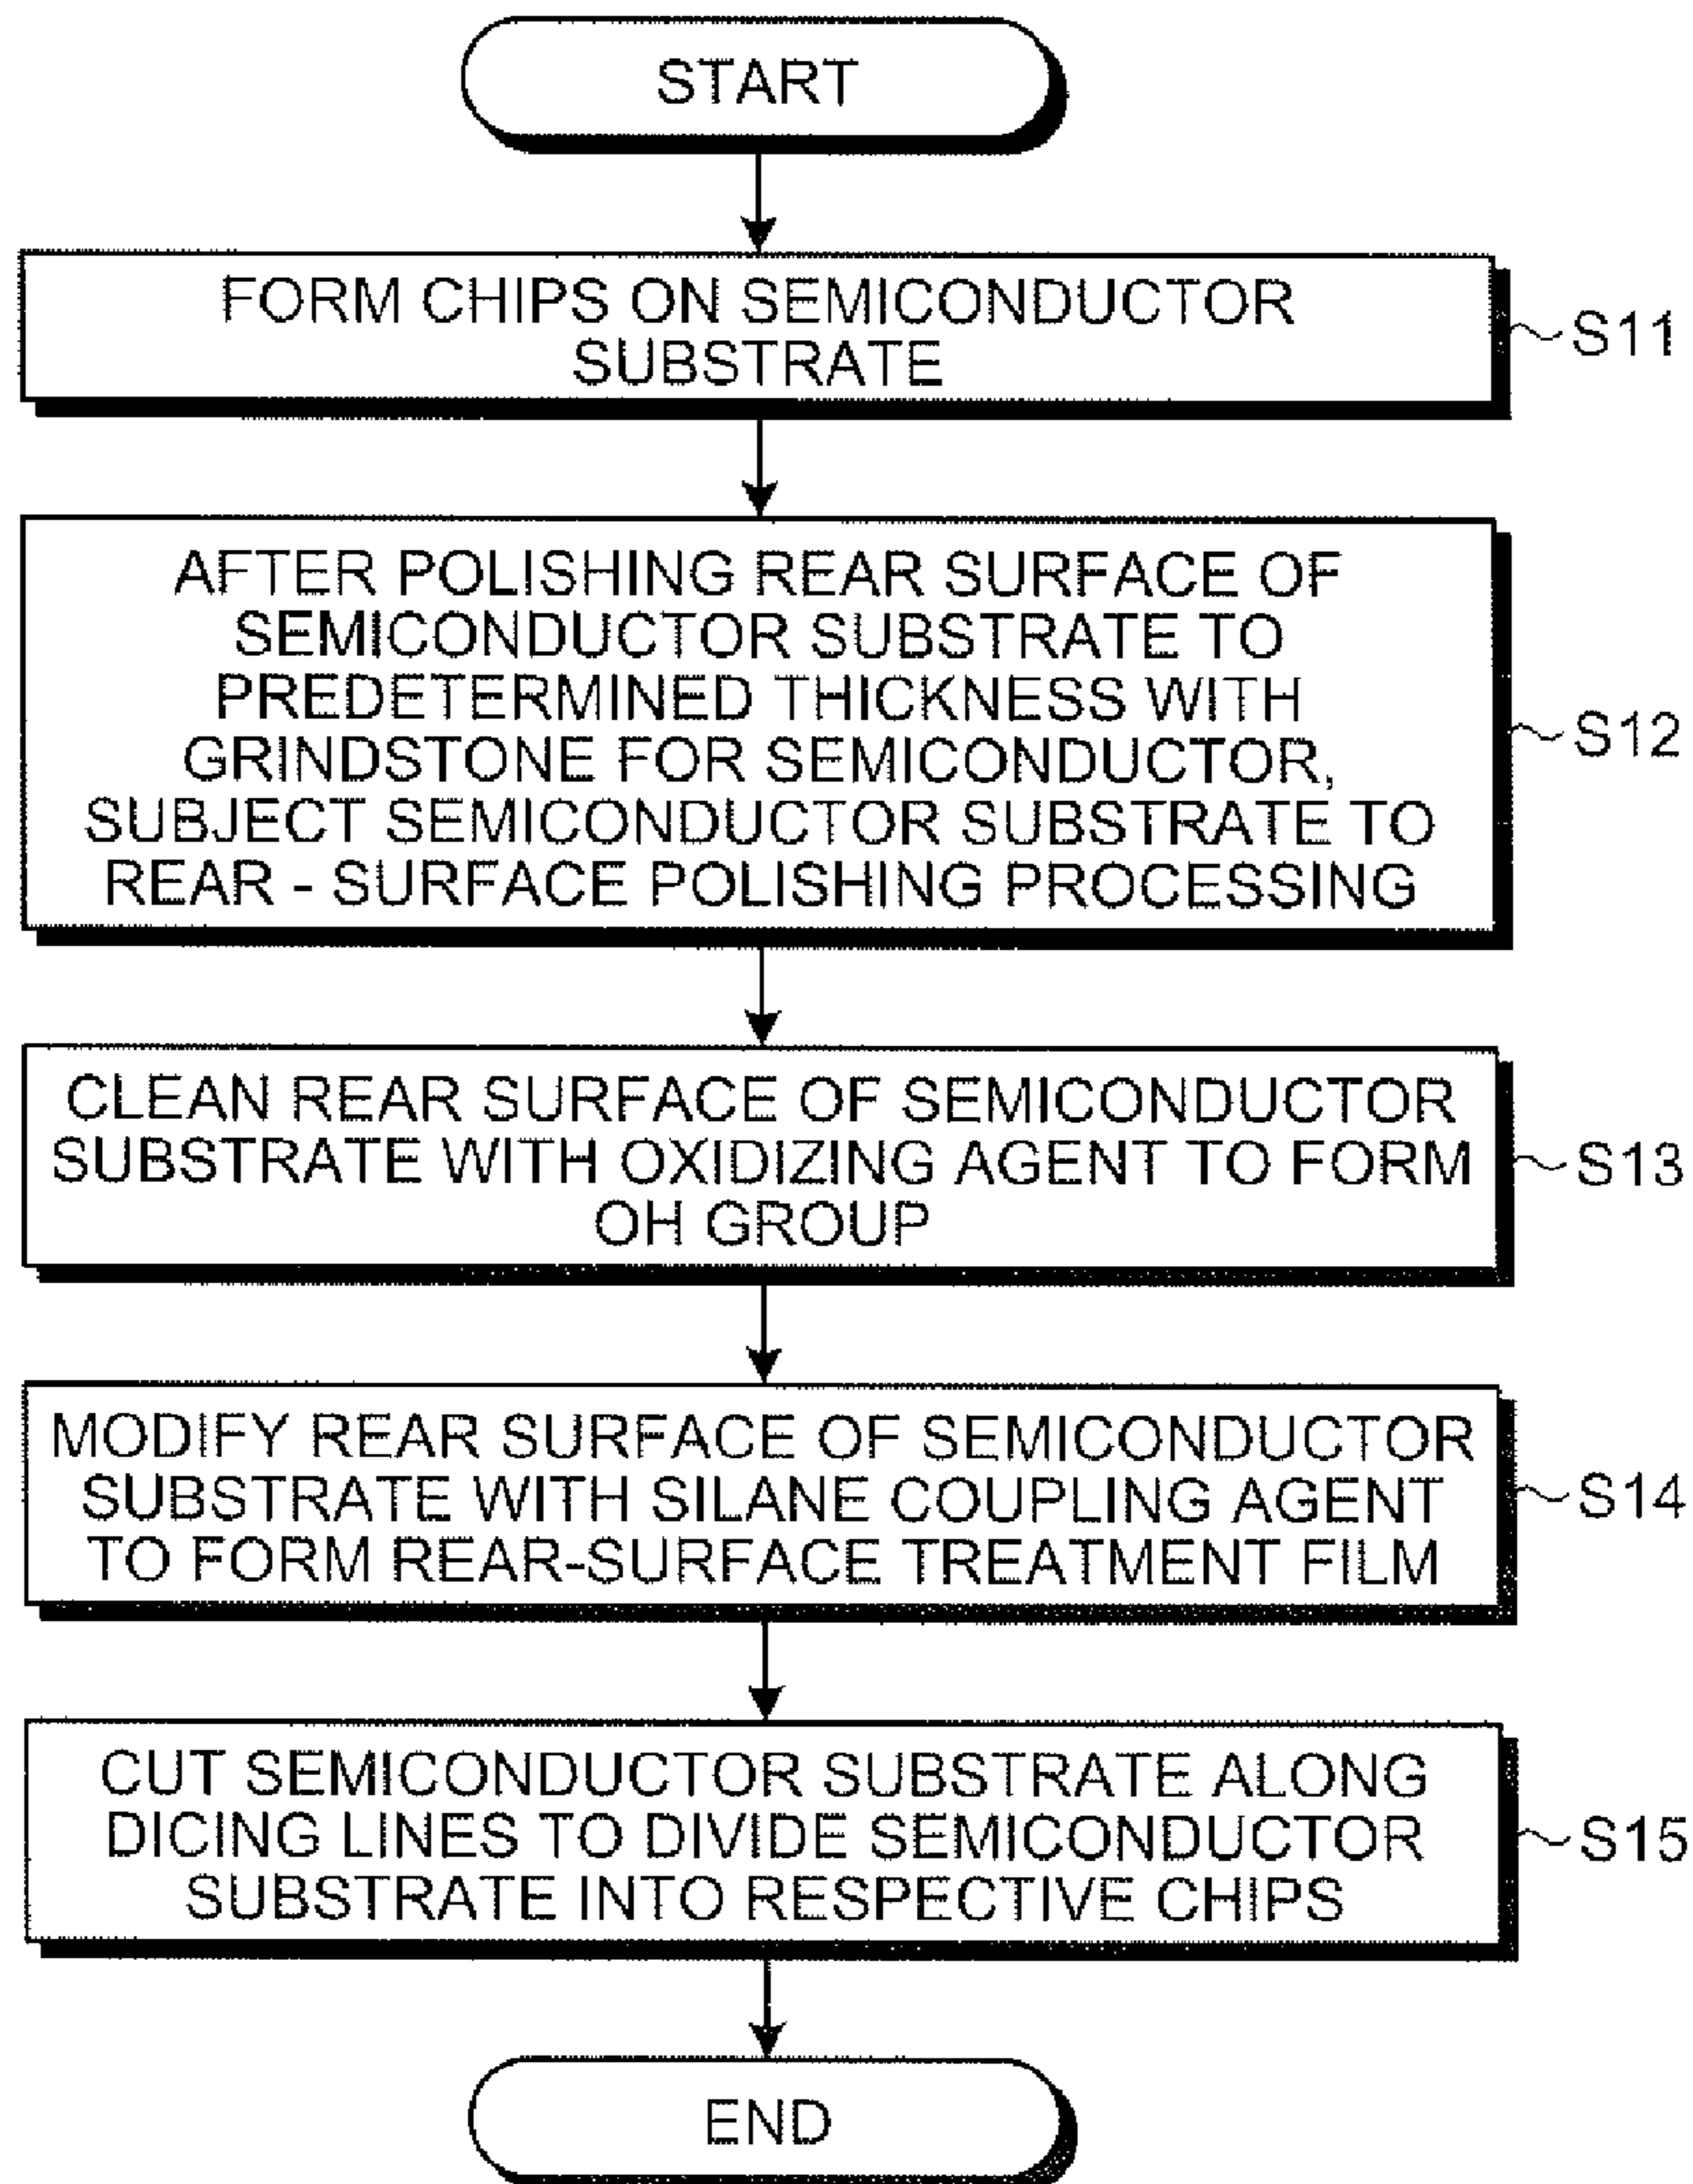 START
FORM CHIPS ON SEMICONDUCTOR
SUBSTRATE
S11
AFTER POLISHING REAR SURFACE OF
SEMICONDUCTOR SUBSTRATE TO
PREDETERMINED THICKNESS WITH
GRINDSTONE FOR SEMICONDUCTOR,
SUBJECT SEMICONDUCTOR SUBSTRATE TO
REAR - SURFACE POLISHING PROCESSING
S12
CLEAN REAR SURFACE OF SEMICONDUCTOR
SUBSTRATE WITH OXIDIZING AGENT TO FORM
OH GROUP
S13
MODIFY REAR SURFACE OF SEMICONDUCTOR
SUBSTRATE WITH SILANE COUPLING AGENT
TO FORM REAR-SURFACE TREATMENT FILM
S14
CUT SEMICONDUCTOR SUBSTRATE ALONG
DICING LINES TO DIVIDE SEMICONDUCTOR
SUBSTRATE INTO RESPECTIVE CHIPS
S15
END